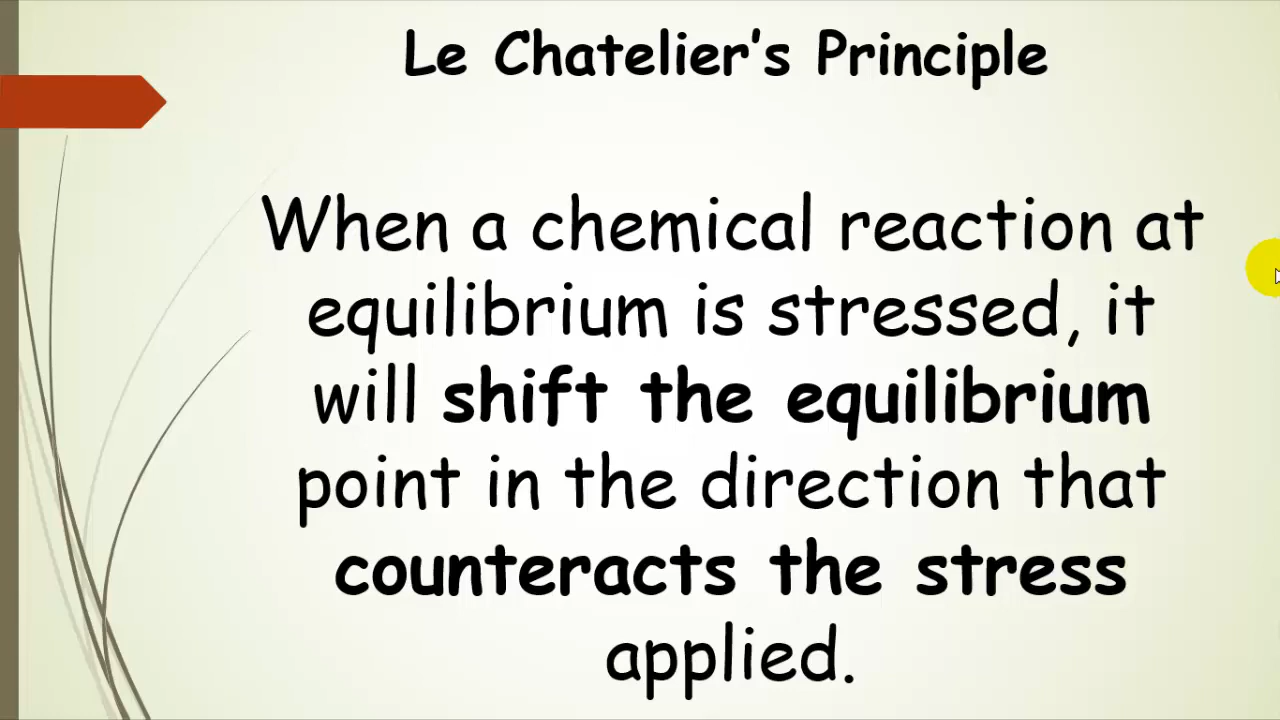 Le Chatelier’s Principle
When a chemical reaction at
equilibrium is stressed, it
will shift the equilibrium
point in the direction that
counteracts the stress
applied.